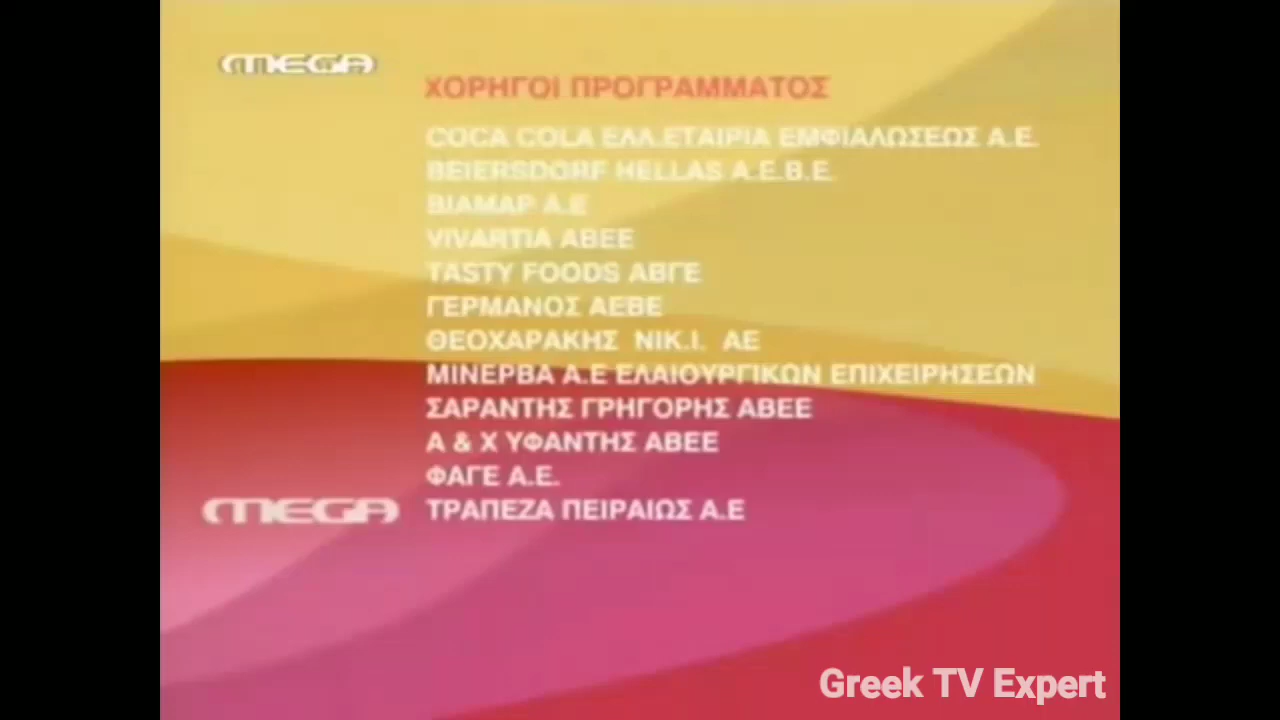 MEGA
ΧΟΡΗΓΟΙ ΠΡΟΓΡΑΜΜΑΤΟΣ
COCA COLA ΕΛΛ.ΕΤΑΙΡΙΑ ΕΜΦΙΑΛΩΣΕΩΣ Α.Ε.
BEIERSDORF HELLAS Α.Ε.Β.Ε.
ΒΙΑΜΑΡ Α.Ε
VIVARTIA ΑΒΕΕ
TASTY FOODS ΑΒΓΕ
ΓΕΡΜΑΝΟΣ ΑΕΒΕ
ΘΕΟΧΑΡΑΚΗΣ ΝΙΚ.Ι. ΑΕ
ΜΙΝΕΡΒΑ Α.Ε ΕΛΑΙΟΥΡΓΙΚΩΝ ΕΠΙΧΕΙΡΗΣΕΩΝ
ΣΑΡΑΝΤΗΣ ΓΡΗΓΟΡΗΣ ΑΒΕΕ
Α & Χ ΥΦΑΝΤΗΣ ΑΒΕΕ
ΦΑΓΕ Α.Ε.
MEGA ΤΡΑΠΕΖΑ ΠΕΙΡΑΙΩΣ Α.Ε
Greek TV Expert